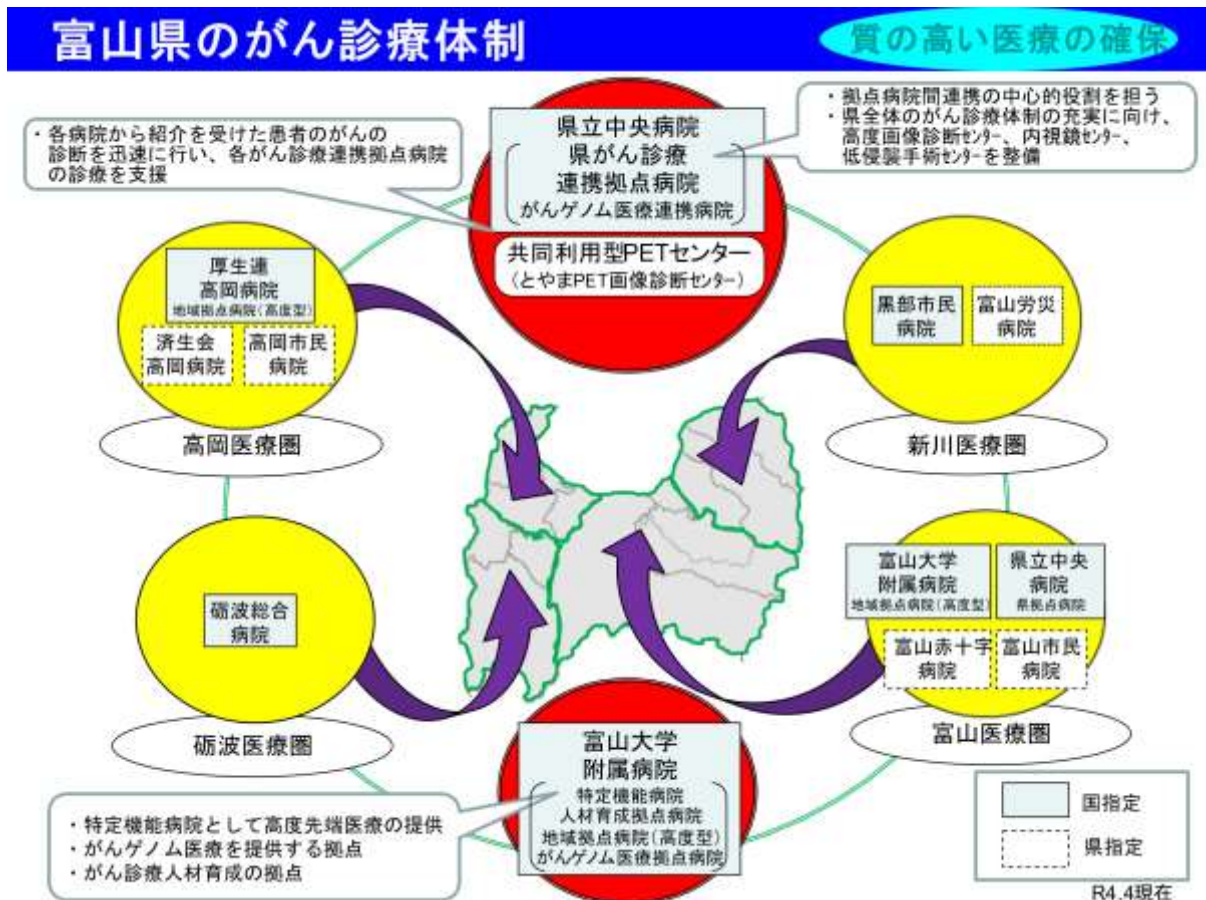 富山県のがん診療体制
質の高い医療の確保
・各病院から紹介を受けた患者のがんの
診断を迅速に行い、各がん診療連携拠点病院
の診療を支援
県立中央病院
県がん診療
連携拠点病院
がんゲノム医療連携病院
共同利用型PETセンター
(とやまPET画像診断センター)
・拠点病院間連携の中心的役割を担う
・県全体のがん診療体制の充実に向け、
高度画像診断センター、内視鏡センター、
低侵襲手術センターを整備
厚生連
高岡病院
地域拠点病院(高度型)
済生会
高岡病院
高岡市民
病院
高岡医療圏
黒部市民
病院
富山労災
病院
新川医療圏
砺波総合
病院
砺波医療圏
富山大学
附属病院
地域拠点病院(高度型)
県立中央
病院
県拠点病院
富山赤十字
病院
富山市民
病院
富山医療圏
富山大学
附属病院
特定機能病院
人材育成拠点病院
地域拠点病院(高度型)
がんゲノム医療拠点病院
・特定機能病院として高度先端医療の提供
・がんゲノム医療を提供する拠点
・がん診療人材育成の拠点
国指定
県指定
R4.4現在